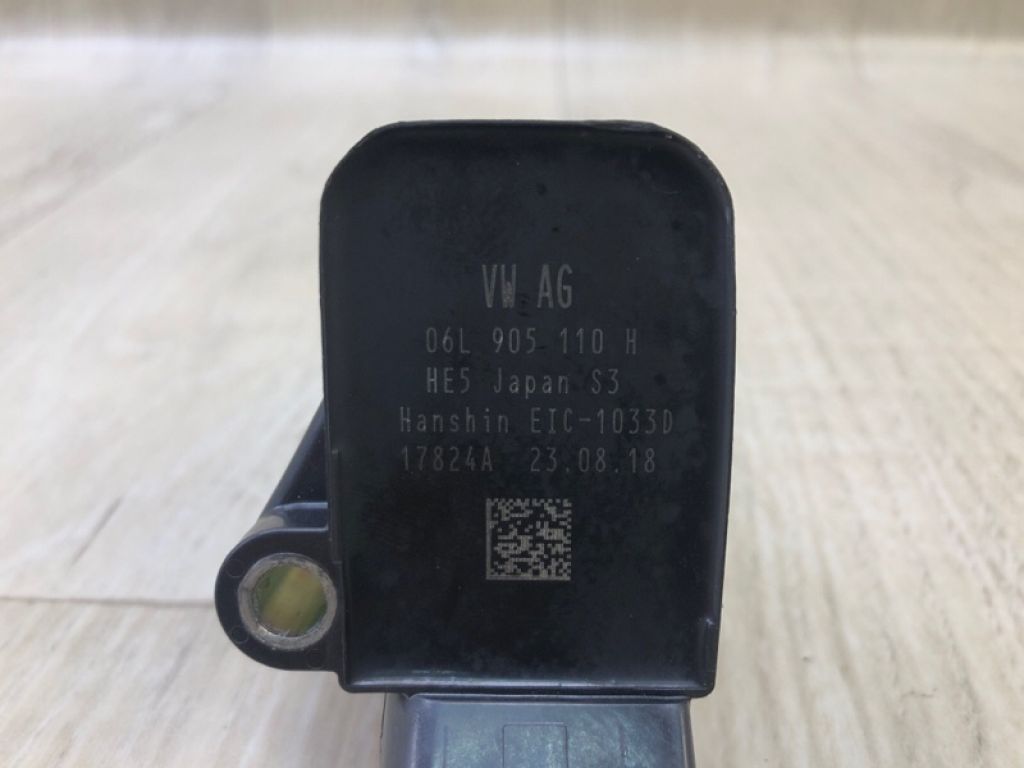 VW AG
06L 905 110 H
HE5 Japan S3
Hanshin EIC-1033D
17824A 23.08.18